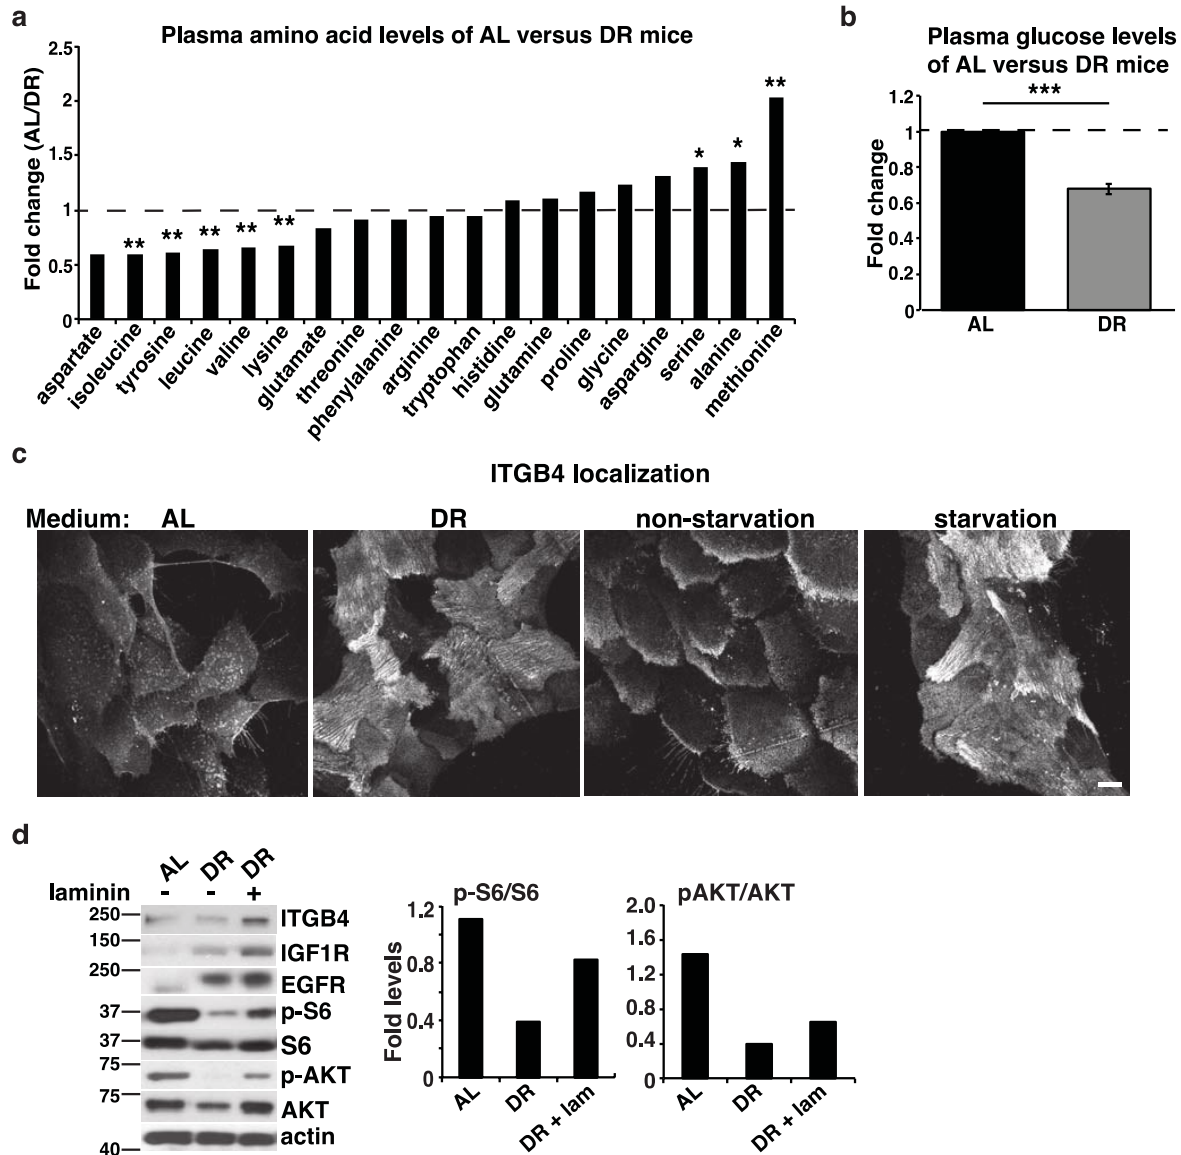 a
Plasma amino acid levels of AL versus DR mice
Fold change (AL/DR)
2.5
2
1.5
1
0.5
0
**
**
**
**
**
*
*
**
aspartate
isoleucine
tyrosine
leucine
valine
lysine
glutamate
threonine
phenylalanine
arginine
tryptophan
histidine
glutamine
proline
glycine
aspargine
serine
alanine
methionine
b
Plasma glucose levels
of AL versus DR mice
Fold change
1.2
1
0.8
0.6
0.4
0.2
0
***
AL
DR
c
ITGB4 localization
Medium: AL DR non-starvation starvation
d
AL DR DR
laminin - - +
250 ITGB4
150 IGF1R
250 EGFR
37 p-S6
37 S6
75 p-AKT
75 AKT
40 actin
p-S6/S6
Fold levels
1.2
0.8
0.4
0
AL
DR
DR + lam
pAKT/AKT
2.0
1.6
1.2
0.8
0.4
0
AL
DR
DR + lam